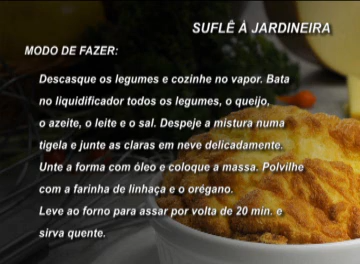 SUFLÊ À JARDINEIRA
MODO DE FAZER:
Descasque os legumes e cozinhe no vapor. Bata
no liquidificador todos os legumes, o queijo,
o azeite, o leite e o sal. Despeje a mistura numa
tigela e junte as claras em neve delicadamente.
Unte a forma com óleo e coloque a massa. Polvilhe
com a farinha de linhaça e o orégano.
Leve ao forno para assar por volta de 20 min. e
sirva quente.